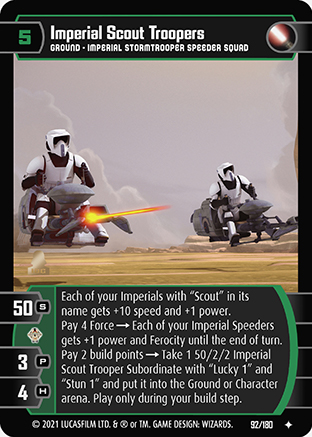 5
Imperial Scout Troopers
GROUND • IMPERIAL STORMTROOPER SPEEDER SQUAD
50 S
3 P
4 H
Each of your Imperials with “Scout” in its
name gets +10 speed and +1 power.
Pay 4 Force → Each of your Imperial Speeders
gets +1 power and Ferocity until the end of turn.
Pay 2 build points → Take 1 50/2/2 Imperial
Scout Trooper Subordinate with “Lucky 1” and
“Stun 1” and put it into the Ground or Character
arena. Play only during your build step.
© 2021 LUCASFILM LTD. & ® or TM. GAME DESIGN: WIZARDS.
92/180